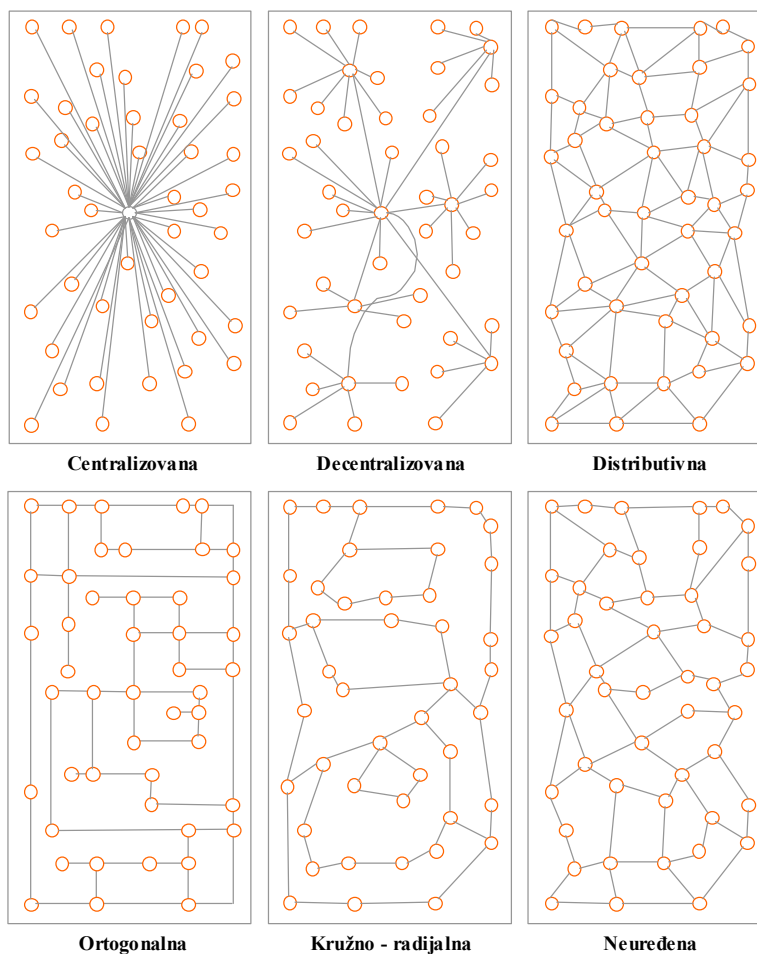 Centralizovana
Decentralizovana
Distributivna
Ortogonalna
Kružno - radijalna
Neuređena